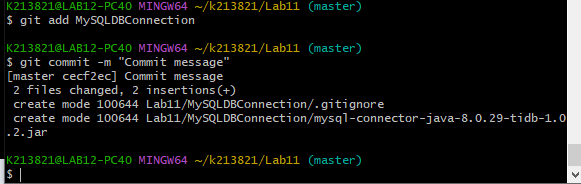 K213821@LAB12-PC40 MINGW64 ~/k213821/Lab11 (master)
$ git add MySQLDBConnection
K213821@LAB12-PC40 MINGW64 ~/k213821/Lab11 (master)
$ git commit -m "Commit message"
[master cecf2ec] Commit message
 2 files changed, 2 insertions(+)
 create mode 100644 Lab11/MySQLDBConnection/.gitignore
 create mode 100644 Lab11/MySQLDBConnection/mysql-connector-java-8.0.29-tidb-1.0
.2.jar
K213821@LAB12-PC40 MINGW64 ~/k213821/Lab11 (master)
$